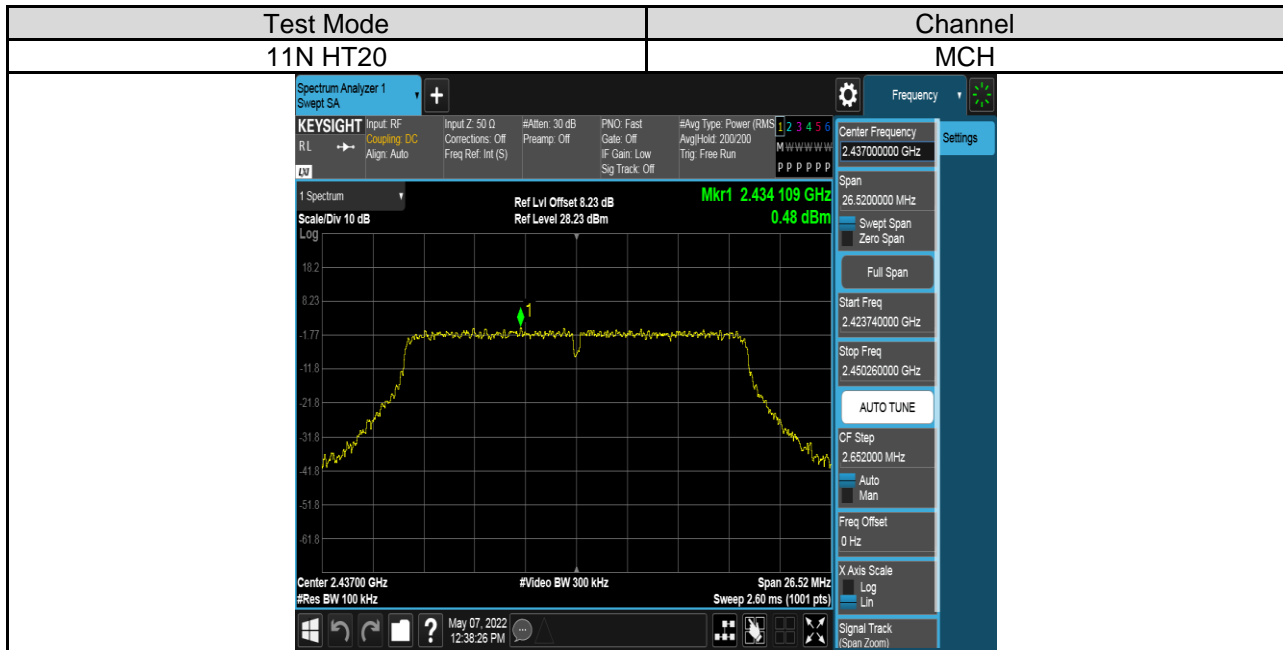 Test Mode Channel
11N HT20 MCH
Spectrum Analyzer 1
Swept SA
+
Frequency
KEYSIGHT Input: RF Input Z: 50 Ω #Atten: 30 dB PNO: Fast #Avg Type: Power (RMS 1 2 3 4 5 6
RL Coupling: DC Corrections: Off Preamp: Off Gate: Off Avg|Hold: 200/200 M W W W W W
Align: Auto Freq Ref: Int (S) IF Gain: Low Trig: Free Run
LXI Sig Track: Off P P P P P P
1 Spectrum Ref Lvl Offset 8.23 dB Mkr1 2.434 109 GHz
Scale/Div 10 dB Ref Level 28.23 dBm 0.48 dBm
Log
18.2
8.23
1
-1.77
-11.8
-21.8
-31.8
-41.8
-51.8
-61.8
Center 2.43700 GHz #Video BW 300 kHz Span 26.52 MHz
#Res BW 100 kHz Sweep 2.60 ms (1001 pts)
? May 07, 2022
12:38:26 PM
Center Frequency
2.437000000 GHz
Settings
Span
26.5200000 MHz
Swept Span
Zero Span
Full Span
Start Freq
2.423740000 GHz
Stop Freq
2.450260000 GHz
AUTO TUNE
CF Step
2.652000 MHz
Auto
Man
Freq Offset
0 Hz
X Axis Scale
Log
Lin
Signal Track
(Span Zoom)